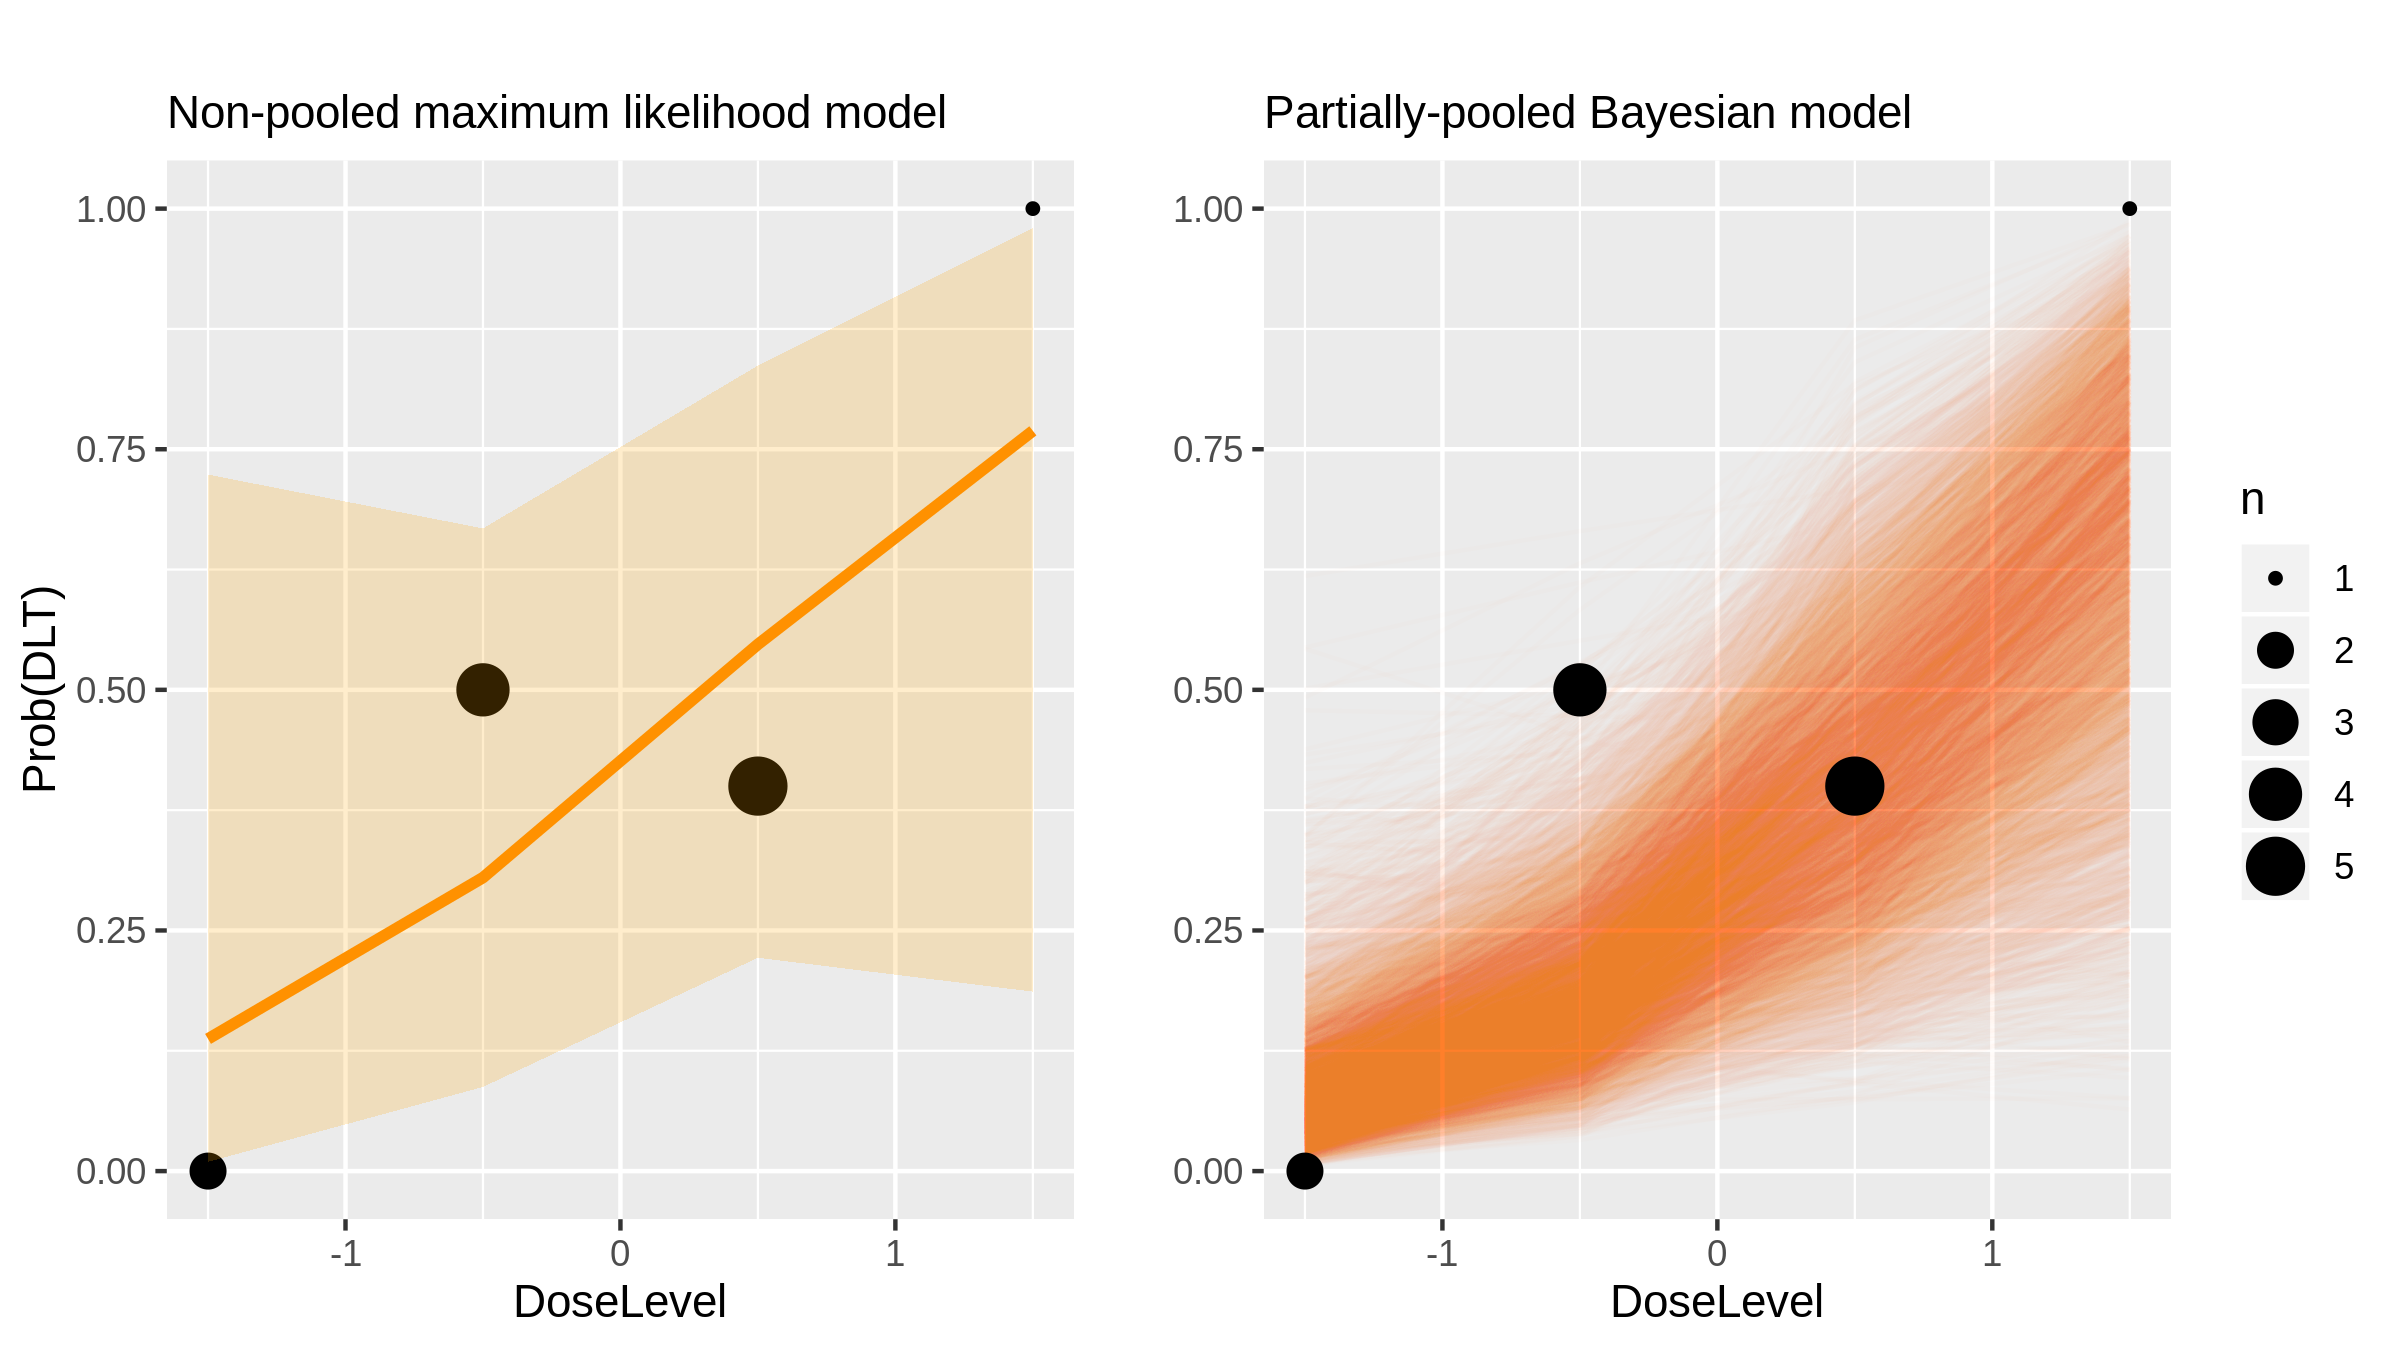 Non-pooled maximum likelihood model
Prob(DLT)
1.00
0.75
0.50
0.25
0.00
-1 0 1
DoseLevel
Partially-pooled Bayesian model
1.00
0.75
0.50
0.25
0.00
-1 0 1
DoseLevel
n
1
2
3
4
5